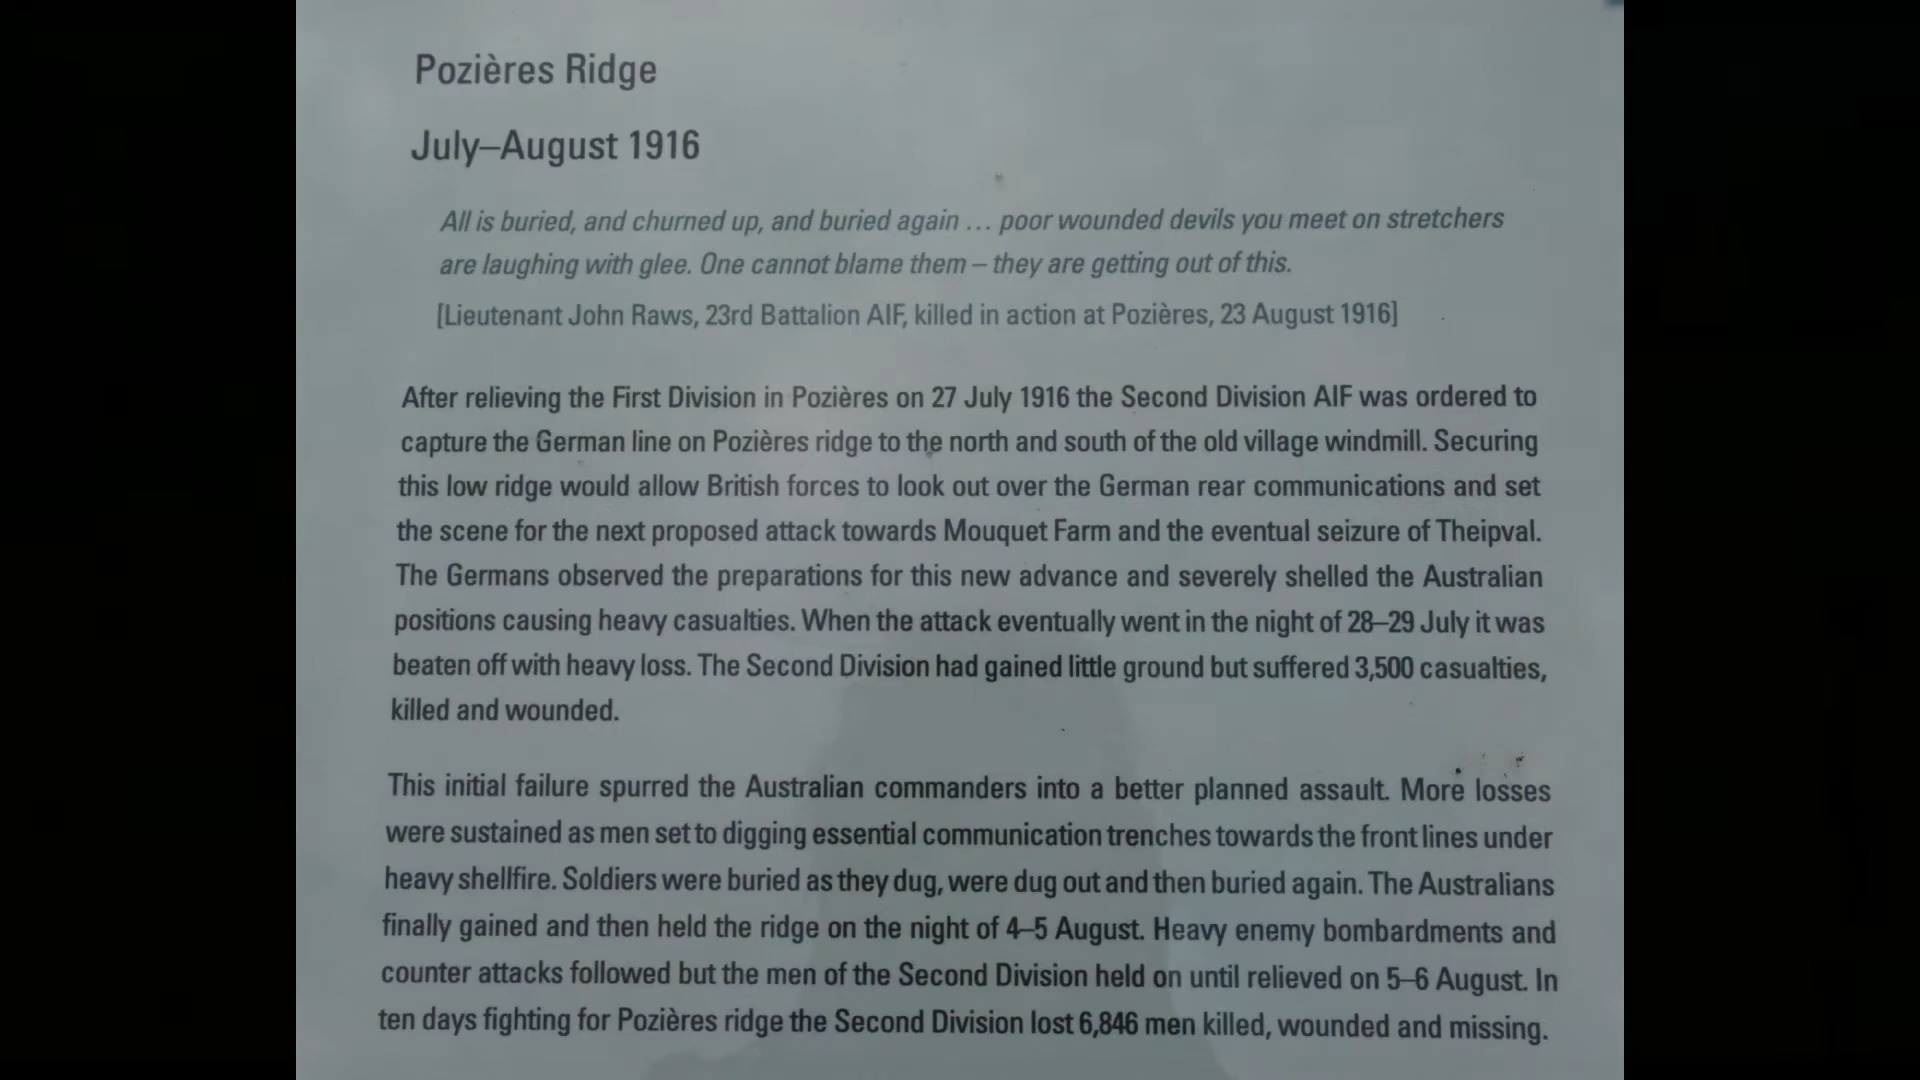 Pozières Ridge
July–August 1916
All is buried, and churned up, and buried again ... poor wounded devils you meet on stretchers
are laughing with glee. One cannot blame them – they are getting out of this.
[Lieutenant John Raws, 23rd Battalion AIF, killed in action at Pozières, 23 August 1916]
After relieving the First Division in Pozières on 27 July 1916 the Second Division AIF was ordered to
capture the German line on Pozières ridge to the north and south of the old village windmill. Securing
this low ridge would allow British forces to look out over the German rear communications and set
the scene for the next proposed attack towards Mouquet Farm and the eventual seizure of Theipval.
The Germans observed the preparations for this new advance and severely shelled the Australian
positions causing heavy casualties. When the attack eventually went in the night of 28–29 July it was
beaten off with heavy loss. The Second Division had gained little ground but suffered 3,500 casualties,
killed and wounded.
This initial failure spurred the Australian commanders into a better planned assault. More losses
were sustained as men set to digging essential communication trenches towards the front lines under
heavy shellfire. Soldiers were buried as they dug, were dug out and then buried again. The Australians
finally gained and then held the ridge on the night of 4–5 August. Heavy enemy bombardments and
counter attacks followed but the men of the Second Division held on until relieved on 5–6 August. In
ten days fighting for Pozières ridge the Second Division lost 6,846 men killed, wounded and missing.